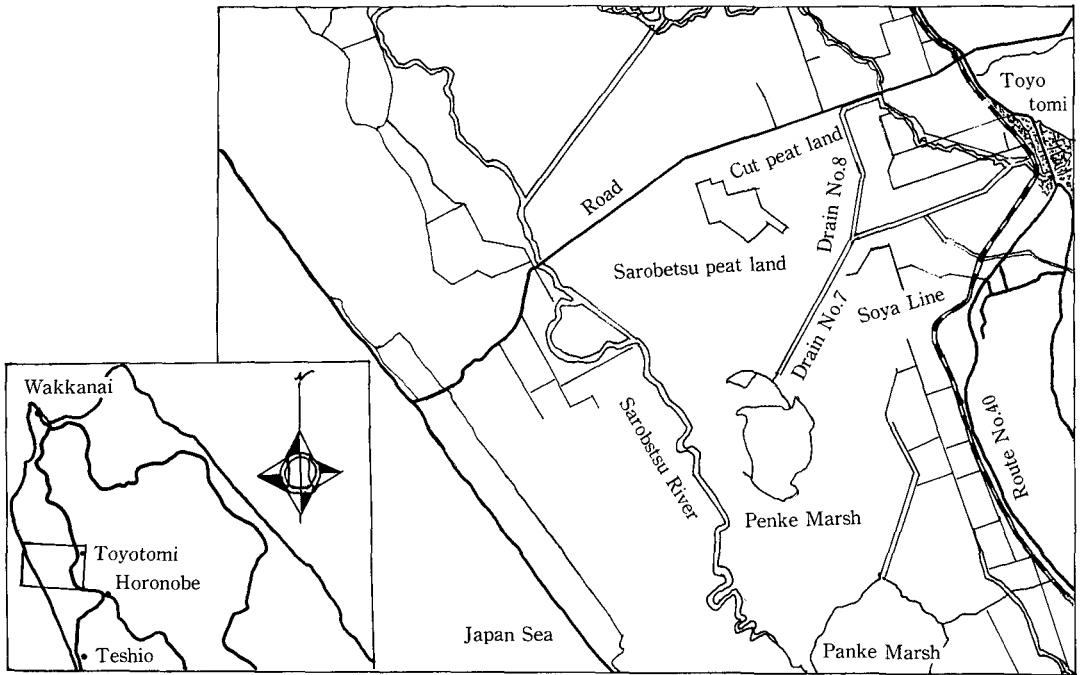 Toyo
tomi
Cut peat land
Road
Drain No.8
Sarobetsu peat land
Soya Line
Drain No.7
Sarobstsu River
Route No.40
Penke Marsh
Japan Sea
Panke Marsh
Wakkanai
N
Toyotomi
Horonobe
Teshio